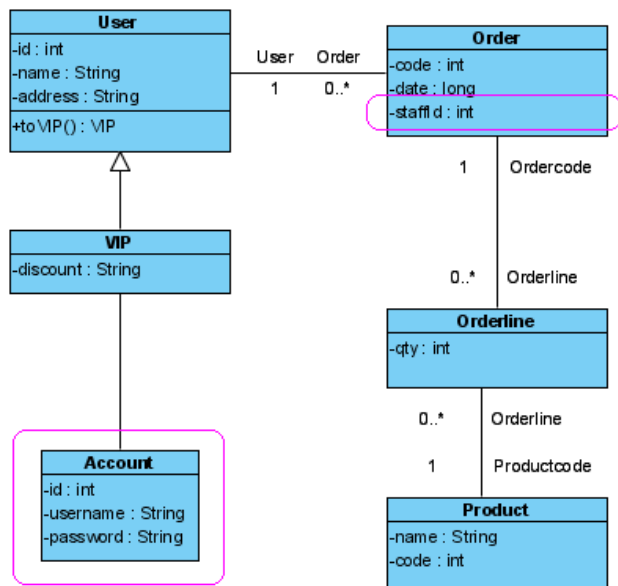 User
-id : int
-name : String
-address : String
+toVIP() : VIP
User Order
1 0..*
Order
-code : int
-date : long
-staffId : int
1 Ordercode
VIP
-discount : String
0..* Orderline
Orderline
-qty : int
0..* Orderline
1 Productcode
Account
-id : int
-username : String
-password : String
Product
-name : String
-code : int